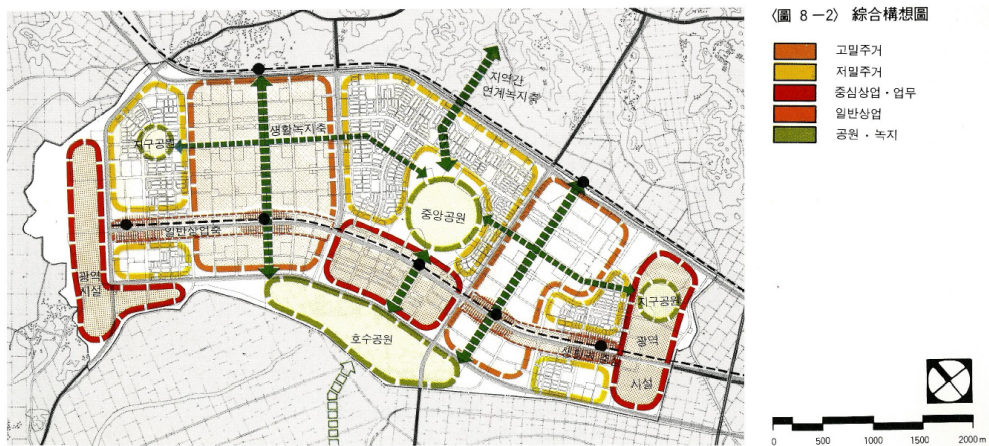 〈圖 8-2〉 綜合構想圖
고밀주거
저밀주거
중심상업·업무
일반상업
공원·녹지
지역간
연계녹지축
생활녹지축
지구공원
중앙공원
일반상업축
광역
시설
호수공원
지구공원
광역
시설
0 500 1000 1500 2000m